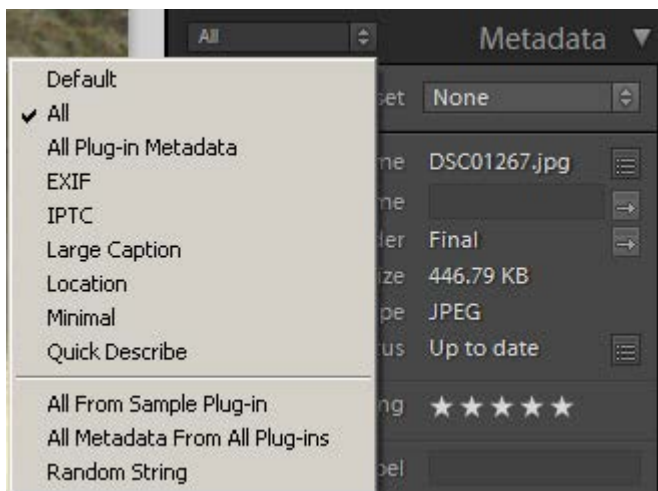 All
Metadata
Default
All
All Plug-in Metadata
EXIF
IPTC
Large Caption
Location
Minimal
Quick Describe
All From Sample Plug-in
All Metadata From All Plug-ins
Random String
set None
me DSC01267.jpg
me
der Final
ize 446.79 KB
pe JPEG
tus Up to date
ng ★★★★★
bel